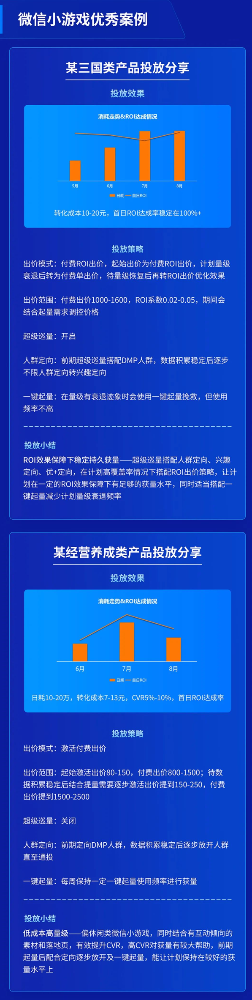 微信小游戏优秀案例
某三国类产品投放分享
投放效果
消耗走势&ROI达成情况
5月 6月 7月 8月
日耗 首日ROI
转化成本10-20元，首日ROI达成率稳定在100%+
投放策略
出价模式：付费ROI出价，起始出价为付费ROI出价，计划量级
衰退后转为付费单出价，待量级恢复后再转ROI出价优化效果
出价范围：付费出价1000-1600，ROI系数0.02-0.05，期间会
结合起量需求调控价格
超级巡量：开启
人群定向：前期超级巡量搭配DMP人群，数据积累稳定后逐步
不限人群定向转兴趣定向
一键起量：在量级有衰退迹象时会使用一键起量挽救，但使用
频率不高
投放小结
ROI效果保障下稳定持久获量——超级巡量搭配人群定向、兴趣
定向、优+定向，在计划高覆盖率情况下搭配ROI出价策略，让计
划在一定的ROI效果保障下有足够的获量水平，同时适当搭配一
键起量减少计划量级衰退频率
某经营养成类产品投放分享
投放效果
消耗走势&ROI达成情况
6月 7月 8月
日耗 首日ROI
日耗10-20万，转化成本7-13元，CVR5%-10%，首日ROI达成率
投放策略
出价模式：激活付费出价
出价范围：起始激活出价80-150，付费出价800-1500；待数
据积累稳定后结合提量需要逐步激活出价提到150-250，付费
出价提到1500-2500
超级巡量：关闭
人群定向：前期定向DMP人群，数据积累稳定后逐步放开人群
直至通投
一键起量：每周保持一定一键起量使用频率进行获量
投放小结
低成本高量级——偏休闲类微信小游戏，同时结合有互动倾向的
素材和落地页，有效提升CVR，高CVR对获量有较大帮助，前期
起量后配合定向逐步放开及一键起量，能让计划保持在较好的获
量水平上